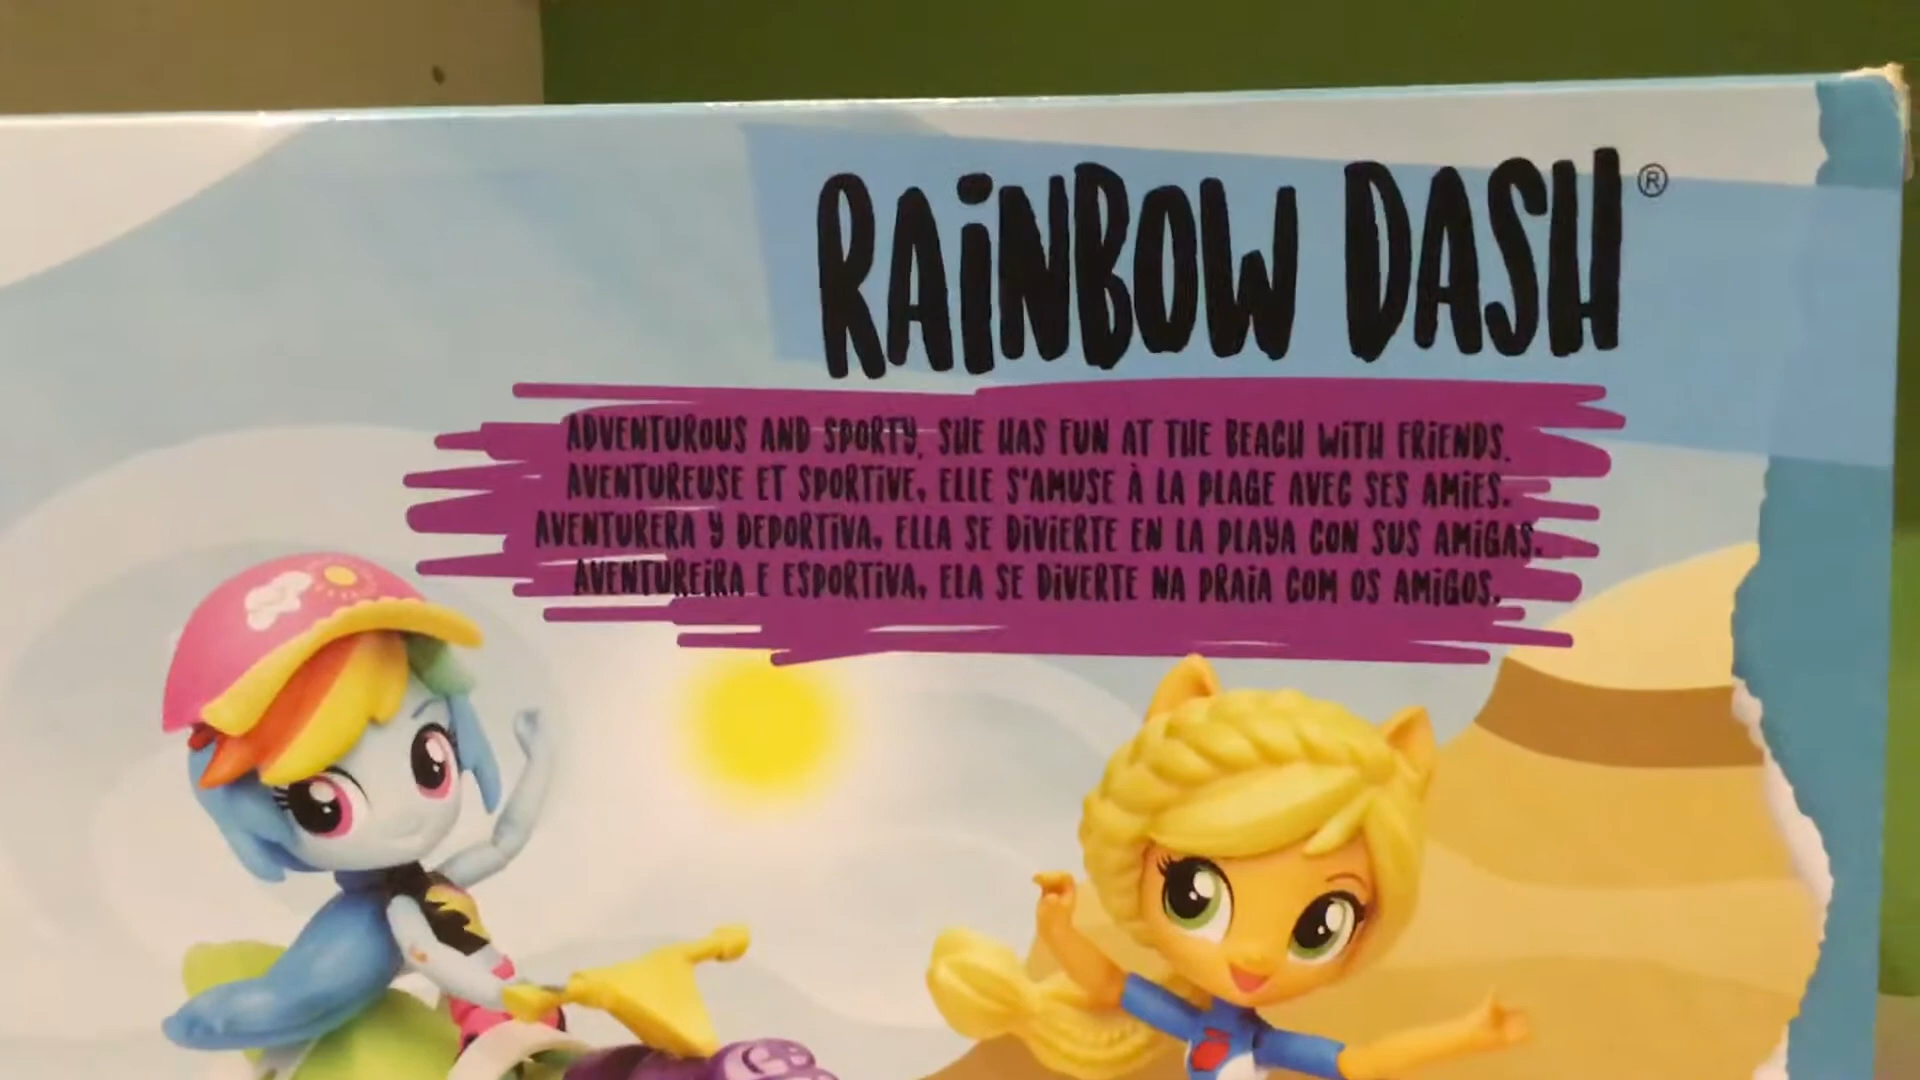 RAiNBOW DASH®
ADVENTUROUS AND SPORTY, SHE HAS FUN AT THE BEACH WiTH FRiENDS.
AVENTUREUSE ET SPORTiVE, ELLE S'AMUSE À LA PLAGE AVEC SES AMiES.
AVENTURERA Y DEPORTiVA, ELLA SE DiViERTE EN LA PLAYA CON SUS AMiGAS.
AVENTUREiRA E ESPORTiVA, ELA SE DiVERTE NA PRAiA COM OS AMiGOS.